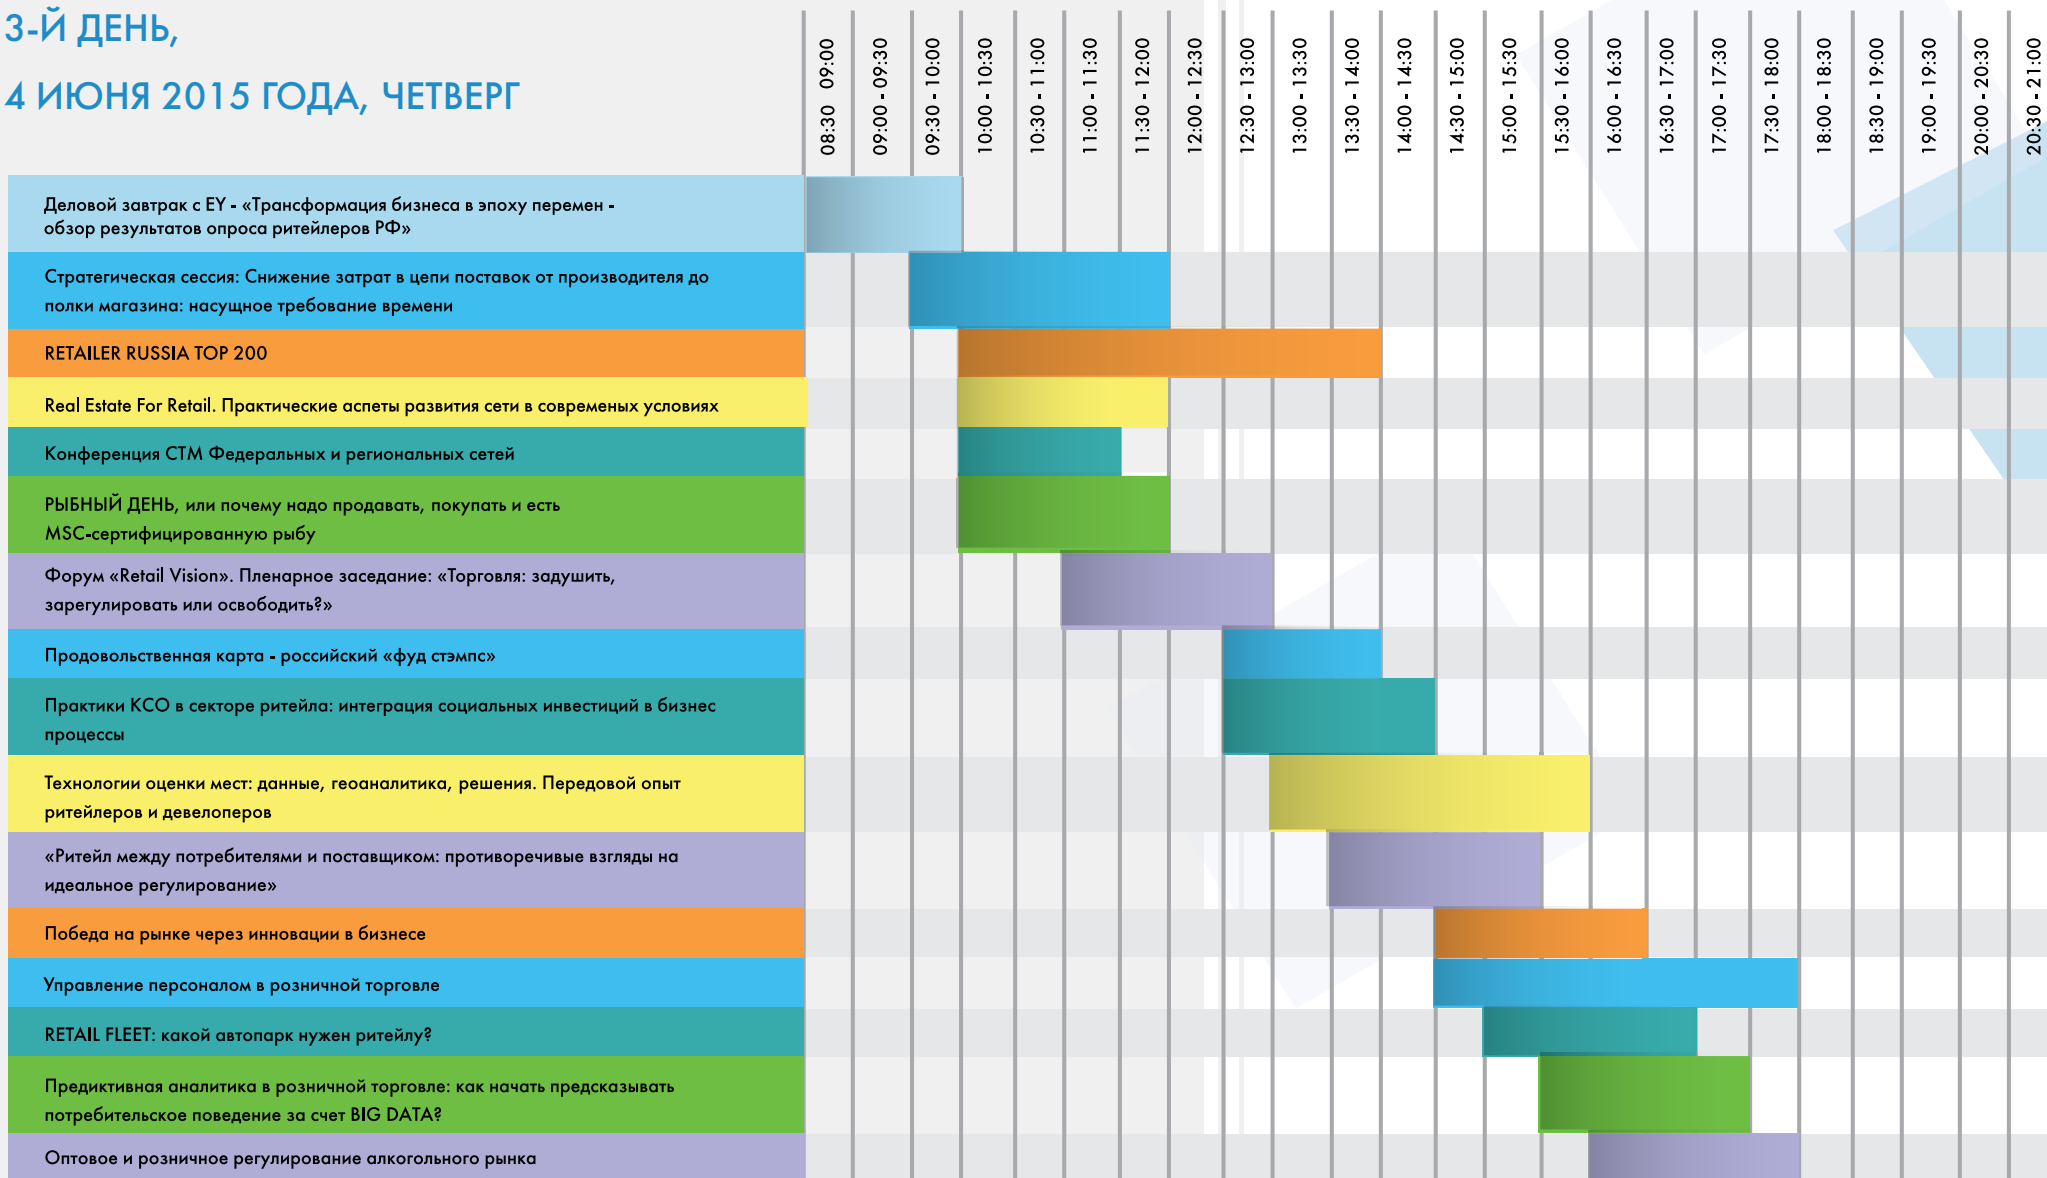 3-Й ДЕНЬ,
4 ИЮНЯ 2015 ГОДА, ЧЕТВЕРГ
08:30 09:00
09:00 - 09:30
09:30 - 10:00
10:00 - 10:30
10:30 - 11:00
11:00 - 11:30
11:30 - 12:00
12:00 - 12:30
12:30 - 13:00
13:00 - 13:30
13:30 - 14:00
14:00 - 14:30
14:30 - 15:00
15:00 - 15:30
15:30 - 16:00
16:00 - 16:30
16:30 - 17:00
17:00 - 17:30
17:30 - 18:00
18:00 - 18:30
18:30 - 19:00
19:00 - 19:30
20:00 - 20:30
20:30 - 21:00
Деловой завтрак с EY - «Трансформация бизнеса в эпоху перемен -
обзор результатов опроса ритейлеров РФ»
Стратегическая сессия: Снижение затрат в цепи поставок от производителя до
полки магазина: насущное требование времени
RETAILER RUSSIA TOP 200
Real Estate For Retail. Практические аспеты развития сети в современых условиях
Конференция СТМ Федеральных и региональных сетей
РЫБНЫЙ ДЕНЬ, или почему надо продавать, покупать и есть
MSC-сертифицированную рыбу
Форум «Retail Vision». Пленарное заседание: «Торговля: задушить,
зарегулировать или освободить?»
Продовольственная карта - российский «фуд стэмпс»
Практики КСО в секторе ритейла: интеграция социальных инвестиций в бизнес
процессы
Технологии оценки мест: данные, геоаналитика, решения. Передовой опыт
ритейлеров и девелоперов
«Ритейл между потребителями и поставщиком: противоречивые взгляды на
идеальное регулирование»
Победа на рынке через инновации в бизнесе
Управление персоналом в розничной торговле
RETAIL FLEET: какой автопарк нужен ритейлу?
Предиктивная аналитика в розничной торговле: как начать предсказывать
потребительское поведение за счет BIG DATA?
Оптовое и розничное регулирование алкогольного рынка